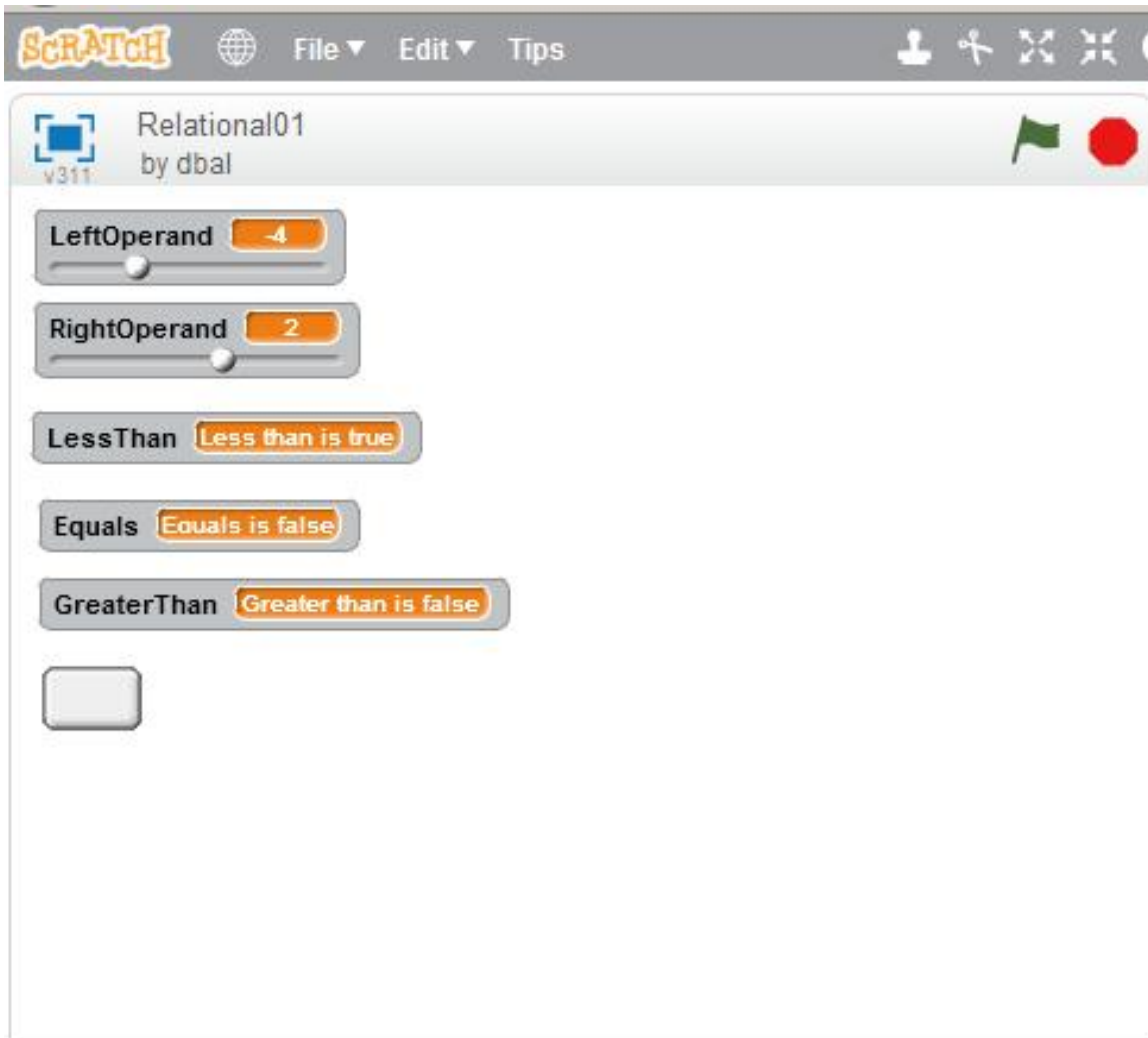 SCRATCH File Edit Tips
Relational01
v311 by dbal
LeftOperand -4
RightOperand 2
LessThan Less than is true
Equals Equals is false
GreaterThan Greater than is false